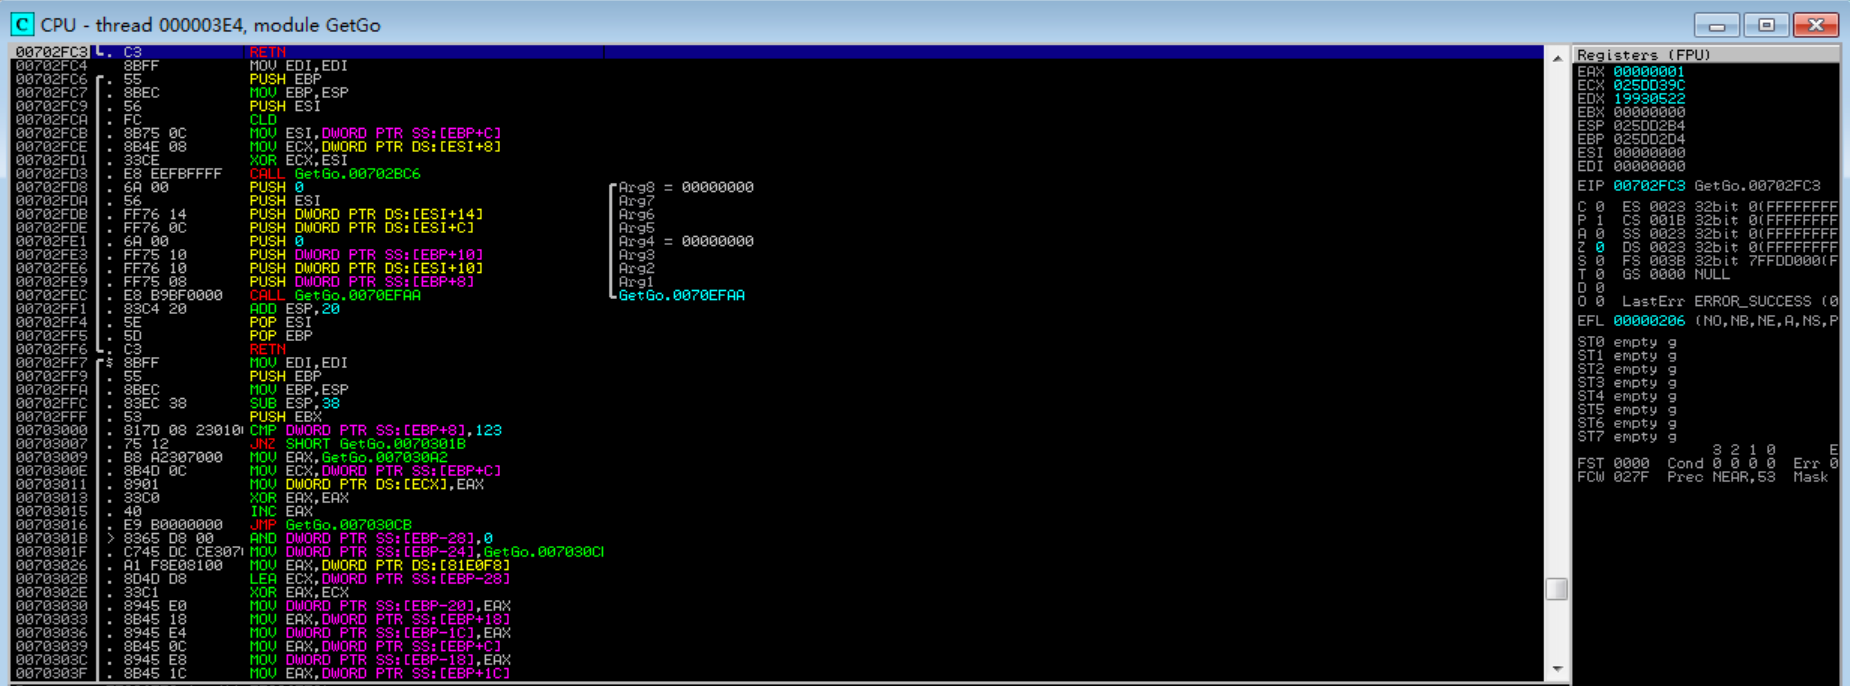 C CPU - thread 000003E4, module GetGo
00702FC3 . C3 RETN
00702FC4 8BFF MOV EDI,EDI
00702FC6 . 55 PUSH EBP
00702FC7 . 8BEC MOV EBP,ESP
00702FC9 . 56 PUSH ESI
00702FCA . FC CLD
00702FCB . 8B75 0C MOV ESI,DWORD PTR SS:[EBP+C]
00702FCE . 8B4E 08 MOV ECX,DWORD PTR DS:[ESI+8]
00702FD1 . 33CE XOR ECX,ESI
00702FD3 . E8 EEFBFFFF CALL GetGo.00702BC6
00702FD8 . 6A 00 PUSH 0 Arg8 = 00000000
00702FDA . 56 PUSH ESI Arg7
00702FDB . FF76 14 PUSH DWORD PTR DS:[ESI+14] Arg6
00702FDE . FF76 0C PUSH DWORD PTR DS:[ESI+C] Arg5
00702FE1 . 6A 00 PUSH 0 Arg4 = 00000000
00702FE3 . FF75 10 PUSH DWORD PTR SS:[EBP+10] Arg3
00702FE6 . FF76 10 PUSH DWORD PTR DS:[ESI+10] Arg2
00702FE9 . FF75 08 PUSH DWORD PTR SS:[EBP+8] Arg1
00702FEC . E8 B9BF0000 CALL GetGo.0070EFAA GetGo.0070EFAA
00702FF1 . 83C4 20 ADD ESP,20
00702FF4 . 5E POP ESI
00702FF5 . 5D POP EBP
00702FF6 . C3 RETN
00702FF7 $ 8BFF MOV EDI,EDI
00702FF9 . 55 PUSH EBP
00702FFA . 8BEC MOV EBP,ESP
00702FFC . 83EC 38 SUB ESP,38
00702FFF . 53 PUSH EBX
00703000 . 817D 08 23010 CMP DWORD PTR SS:[EBP+8],123
00703007 . 75 12 JNZ SHORT GetGo.0070301B
00703009 . B8 A2307000 MOV EAX,GetGo.007030A2
0070300E . 8B4D 0C MOV ECX,DWORD PTR SS:[EBP+C]
00703011 . 8901 MOV DWORD PTR DS:[ECX],EAX
00703013 . 33C0 XOR EAX,EAX
00703015 . 40 INC EAX
00703016 . E9 B0000000 JMP GetGo.007030CB
0070301B > 8365 D8 00 AND DWORD PTR SS:[EBP-28],0
0070301F . C745 DC CE307 MOV DWORD PTR SS:[EBP-24],GetGo.007030C
00703026 . A1 F8E08100 MOV EAX,DWORD PTR DS:[81E0F8]
0070302B . 8D4D D8 LEA ECX,DWORD PTR SS:[EBP-28]
0070302E . 33C1 XOR EAX,ECX
00703030 . 8945 E0 MOV DWORD PTR SS:[EBP-20],EAX
00703033 . 8B45 18 MOV EAX,DWORD PTR SS:[EBP+18]
00703036 . 8945 E4 MOV DWORD PTR SS:[EBP-1C],EAX
00703039 . 8B45 0C MOV EAX,DWORD PTR SS:[EBP+C]
0070303C . 8945 E8 MOV DWORD PTR SS:[EBP-18],EAX
0070303F . 8B45 1C MOV EAX,DWORD PTR SS:[EBP+1C]
Registers (FPU)
EAX 00000001
ECX 025DD39C
EDX 19930522
EBX 00000000
ESP 025DD2B4
EBP 025DD2D4
ESI 00000000
EDI 00000000
EIP 00702FC3 GetGo.00702FC3
C 0 ES 0023 32bit 0(FFFFFFFF
P 1 CS 001B 32bit 0(FFFFFFFF
A 0 SS 0023 32bit 0(FFFFFFFF
Z 0 DS 0023 32bit 0(FFFFFFFF
S 0 FS 003B 32bit 7FFDD000(F
T 0 GS 0000 NULL
D 0
O 0 LastErr ERROR_SUCCESS (0
EFL 00000206 (NO,NB,NE,A,NS,P
ST0 empty g
ST1 empty g
ST2 empty g
ST3 empty g
ST4 empty g
ST5 empty g
ST6 empty g
ST7 empty g
3 2 1 0 E
FST 0000 Cond 0 0 0 0 Err 0
FCW 027F Prec NEAR,53 Mask